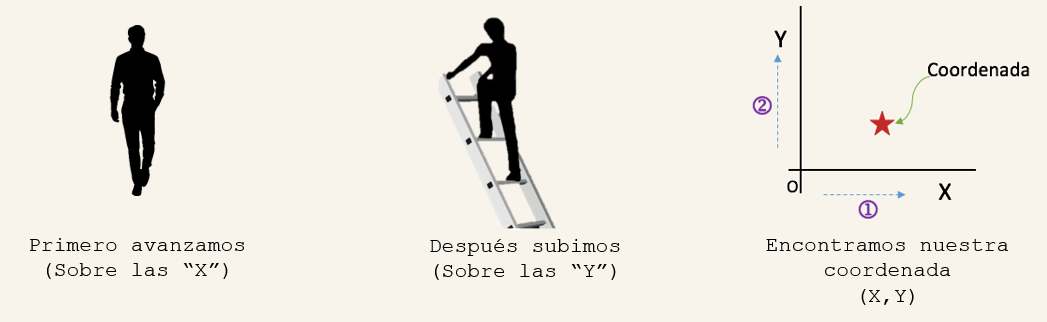 Primero avanzamos
(Sobre las “X”)
Después subimos
(Sobre las “Y”)
Y
Coordenada
②
O
X
①
Encontramos nuestra
coordenada
(X,Y)